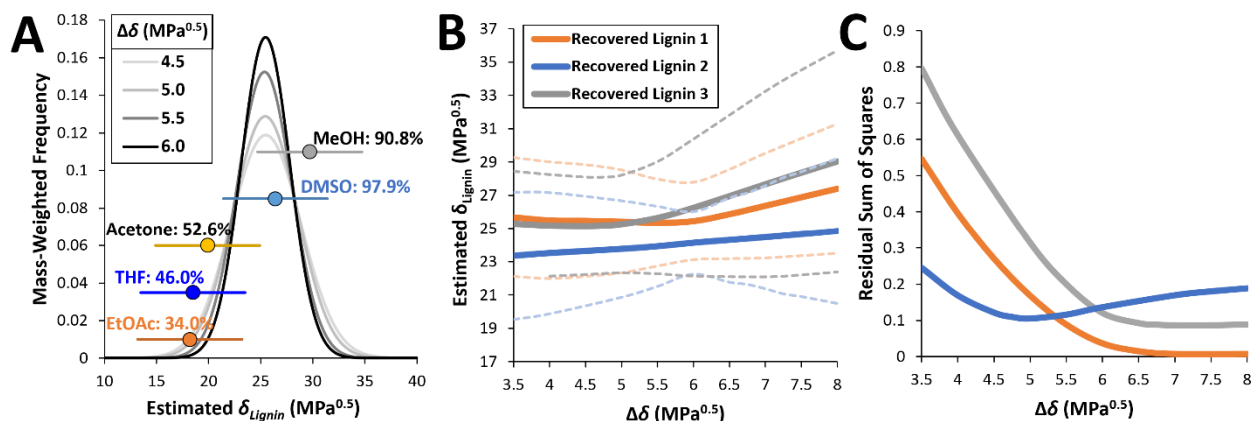 A
Δδ (MPa0.5)
4.5
5.0
5.5
6.0
Mass-Weighted Frequency
0.18
0.16
0.14
0.12
0.1
0.08
0.06
0.04
0.02
0
MeOH: 90.8%
DMSO: 97.9%
Acetone: 52.6%
THF: 46.0%
EtOAc: 34.0%
10 15 20 25 30 35 40
Estimated δLignin (MPa0.5)
B
Recovered Lignin 1
Recovered Lignin 2
Recovered Lignin 3
Estimated δLignin (MPa0.5)
37
35
33
31
29
27
25
23
21
19
17
3.5 4 4.5 5 5.5 6 6.5 7 7.5 8
Δδ (MPa0.5)
C
Residual Sum of Squares
0.9
0.8
0.7
0.6
0.5
0.4
0.3
0.2
0.1
0
3.5 4 4.5 5 5.5 6 6.5 7 7.5 8
Δδ (MPa0.5)